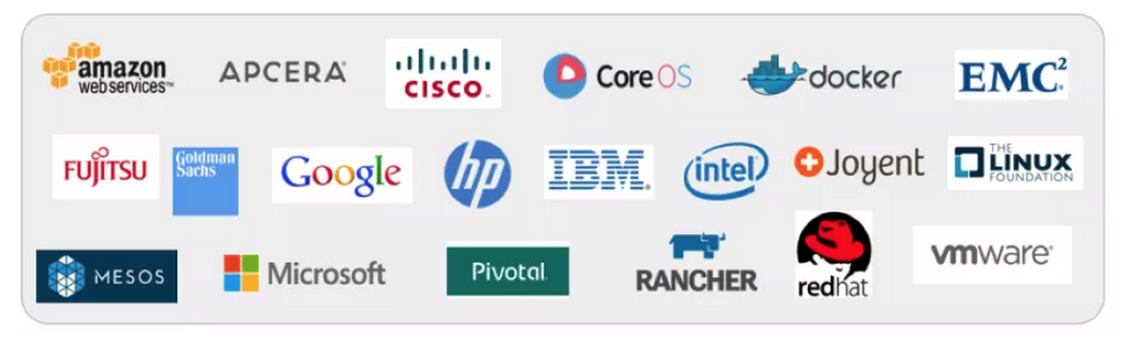 amazon
webservices™
APCERA
CISCO
CoreOS
docker
EMC²
FUJITSU
Goldman
Sachs
Google
hp
IBM
intel
Joyent
THE
LINUX
FOUNDATION
MESOS
Microsoft
Pivotal
RANCHER
redhat
vmware